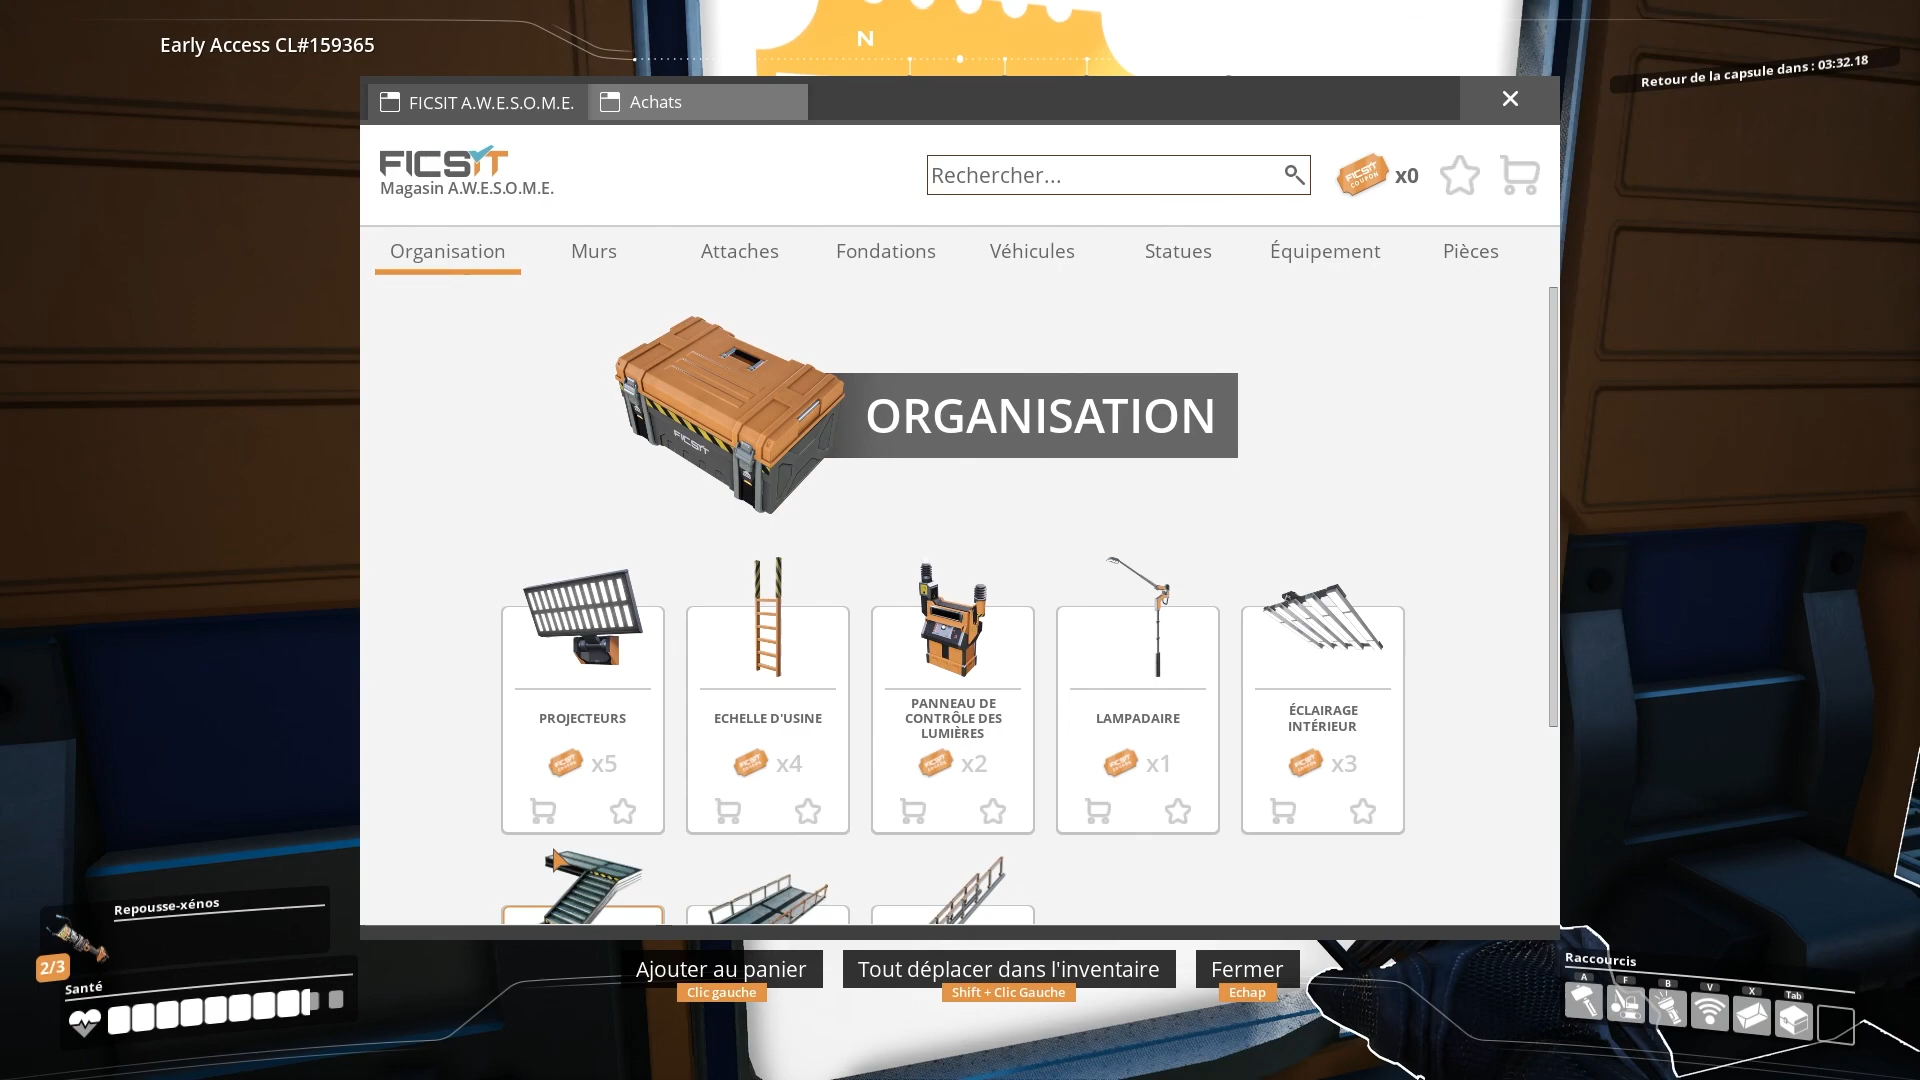 Early Access CL#159365
N
Retour de la capsule dans : 03:32.18
FICSIT A.W.E.S.O.M.E.
Achats
FICSIT
Magasin A.W.E.S.O.M.E.
Rechercher...
FICSIT
COUPON
x0
Organisation
Murs
Attaches
Fondations
Véhicules
Statues
Équipement
Pièces
FICSIT
ORGANISATION
PROJECTEURS
x5
ECHELLE D'USINE
x4
PANNEAU DE
CONTRÔLE DES
LUMIÈRES
x2
LAMPADAIRE
x1
ÉCLAIRAGE
INTÉRIEUR
x3
Repousse-xénos
2/3
Santé
Ajouter au panier
Clic gauche
Tout déplacer dans l'inventaire
Shift + Clic Gauche
Fermer
Echap
Raccourcis
A
F
B
V
X
Tab